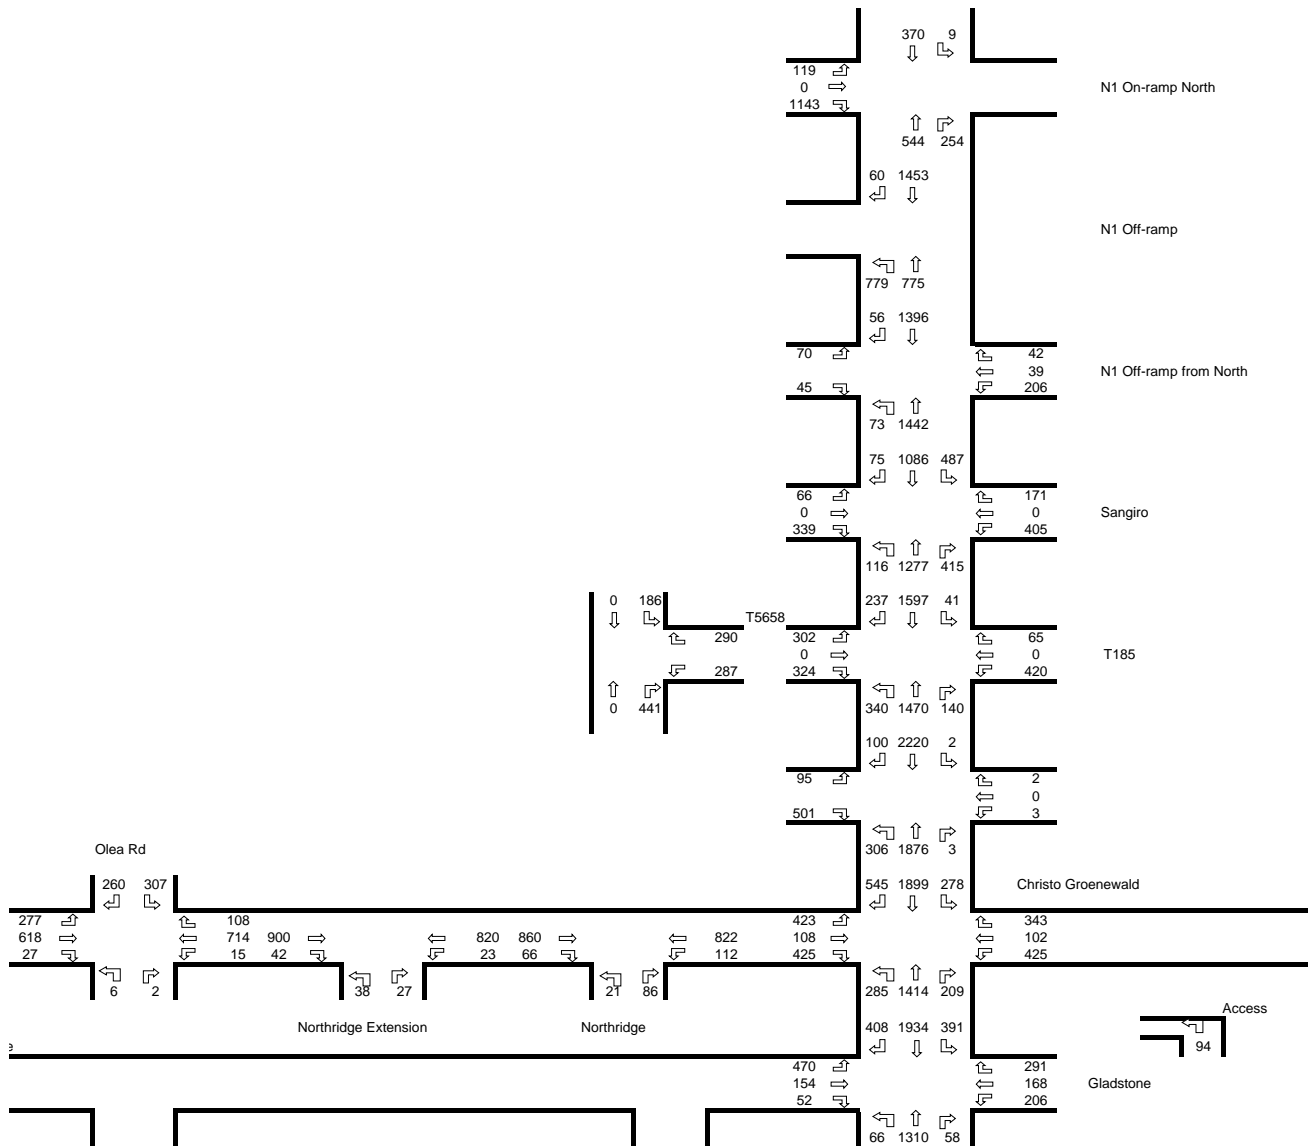 370 9
119
0
1143
N1 On-ramp North
544 254
60 1453
N1 Off-ramp
779 775
56 1396
70 42
39
45 206
N1 Off-ramp from North
73 1442
75 1086 487
66 171
0 0
339 405
Sangiro
116 1277 415
0 186 237 1597 41
T5658
290 302 65
0 0
287 324 420
T185
0 441 340 1470 140
100 2220 2
95 2
0
501 3
Olea Rd
306 1876 3
260 307 545 1899 278
Christo Groenewald
277 108 423 343
618 714 900 820 860 822 108 102
27 15 42 23 66 112 425 425
6 2 38 27 21 86 285 1414 209
Access
Northridge Extension Northridge 408 1934 391
94
e
470 291
154 168
52 206
Gladstone
66 1310 58